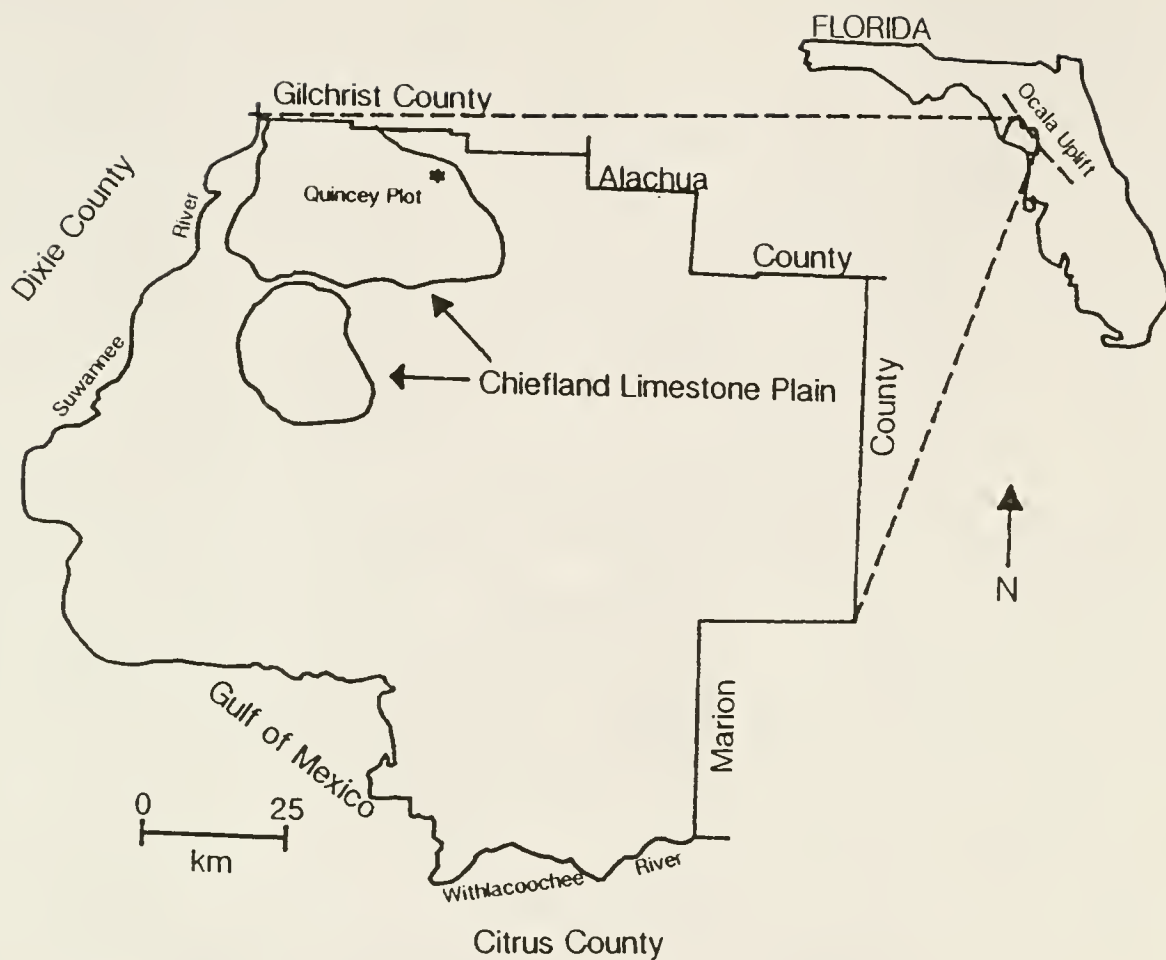 FLORIDA
Ocala Uplift
Gilchrist County
Alachua
County
Dixie County
River
Suwannee
Quincey Plot *
Chiefland Limestone Plain
County
Marion
N
Gulf of Mexico
0 25
km
Withlacoochee River
Citrus County